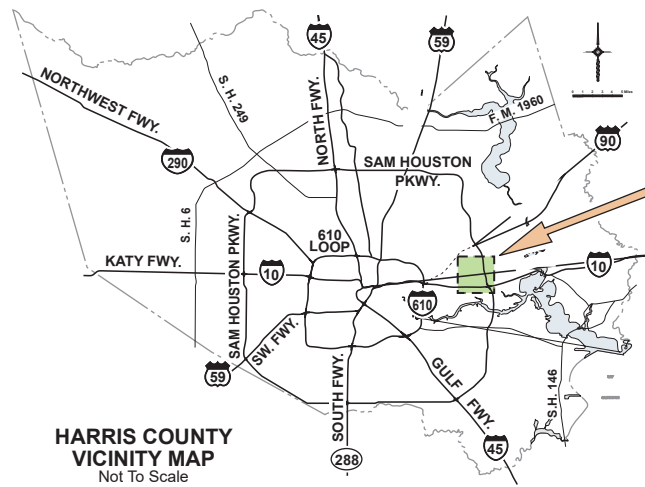 45
59
NORTHWEST FWY.
S. H. 249
NORTH FWY.
F. M. 1960
90
290
SAM HOUSTON
PKWY.
S. H. 6
SAM HOUSTON PKWY.
610
LOOP
KATY FWY.
10
10
610
SW. FWY.
59
SOUTH FWY.
GULF FWY.
S.H. 146
288
45
HARRIS COUNTY
VICINITY MAP
Not To Scale